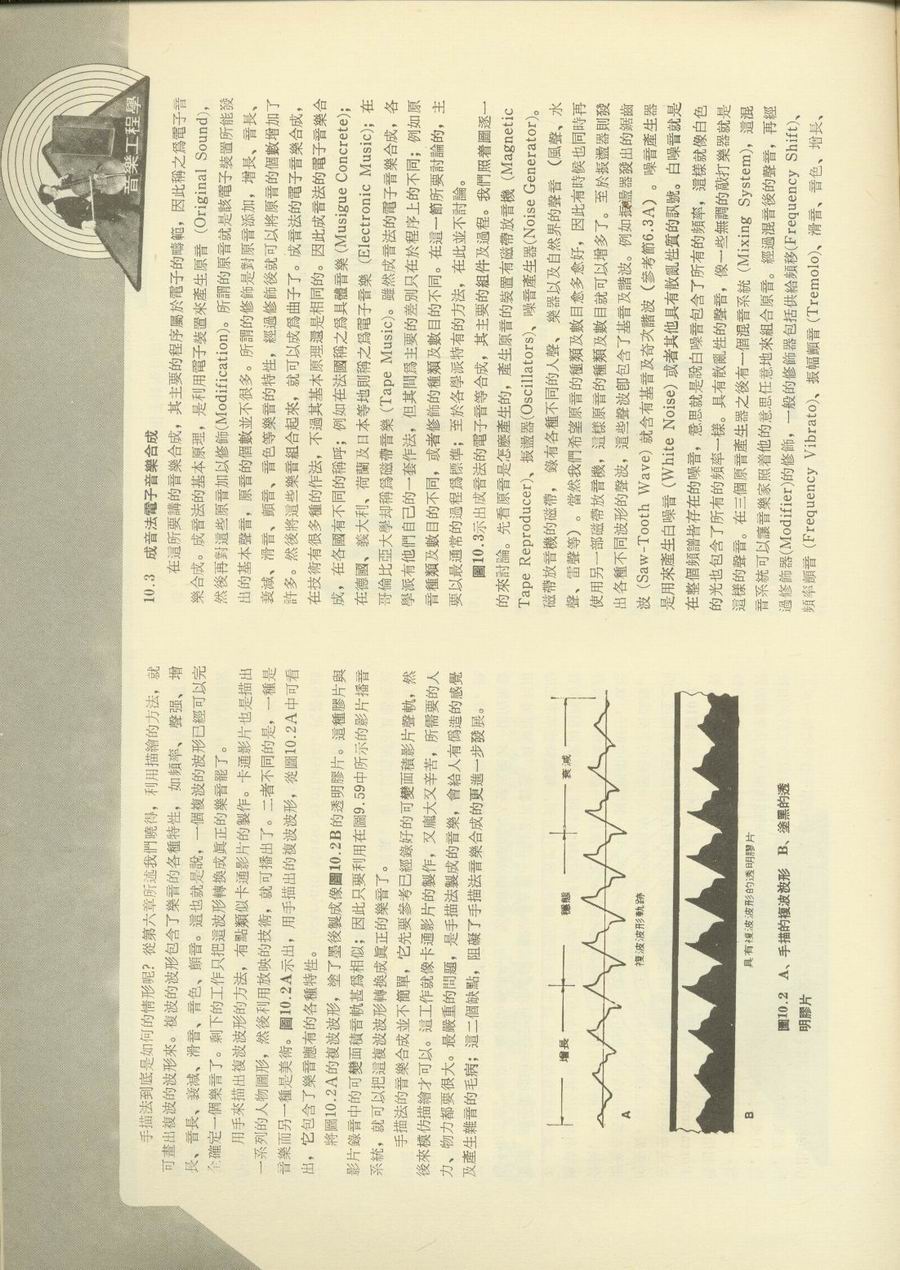 音樂工程學
手描法到底是如何的情形呢？從第六章所述我們曉得，利用描繪的方法，就
可畫出複波的波形來。複波的波形包含了樂音的各種特性，如頻率、聲強、增
長、音長、衰減、滑音、音色、顫音。這也就是說，一個複波的波形已經可以完
全確定一個樂音了。剩下的工作只把這波形轉換成眞正的樂音罷了。
用手來描出複波波形的方法，有點類似卡通影片的製作。卡通影片也是描出
一系列的人物圖形，然後利用放映的技術，就可播出了。二者不同的是，一種是
音樂而另一種是美術。圖10.2A示出，用手描出的複波波形，從圖10.2A中可看
出，它包含了樂音應有的各種特性。
將圖10.2A的複波波形，塗了墨後製成像圖10.2B的透明膠片。這種膠片與
影片錄音中的可變面積音軌甚爲相似；因此只要利用在圖9.59中所示的影片播音
系統，就可以把這複波波形轉換成眞正的樂音了。
手描法的音樂合成並不簡單，它先要參考已經錄好的可變面積影片聲軌，然
後來模仿描繪才可以。這工作就像卡通影片的製作，又龐大又辛苦，所需要的人
力、物力都要很大。最嚴重的問題，是手描法製成的音樂，會給人有僞造的感覺
及產生雜音的毛病；這二個缺點，阻礙了手描法音樂合成的更進一步發展。
增長
穩態
衰減
A
複波波形軌跡
B
具有複波波形的透明膠片
圖10.2 A、手描的複波波形 B、塗黑的透
明膠片
10.3 成音法電子音樂合成
在這所要講的音樂合成，其主要的程序屬於電子的疇範，因此稱之爲電子音
樂合成。成音法的基本原理，是利用電子裝置來產生原音 (Original Sound)，
然後再對這些原音加以修飾(Modification)。所謂的原音就是該電子裝置所能發
出的基本聲音，原音的個數並不很多。所謂的修飾是對原音添加，增長、音長、
衰減、滑音、顫音、音色等樂音的特性，經過修飾後就可以將原音的個數增加了
許多。然後將這些樂音組合起來，就可以成爲曲子了。成音法的電子音樂合成，
在技術有很多種的作法，不過其基本原理還是相同的。因此成音法的電子音樂合
成，在各國有不同的稱呼；例如在法國稱之爲具體音樂 (Musigue Concrete)；
在德國、義大利、荷蘭及日本等地則稱之爲電子音樂 (Electronic Music)；在
哥倫比亞大學却稱爲磁帶音樂 (Tape Music)。雖然成音法的電子音樂合成，各
學派有他們自己的一套作法，但其間爲主要的差別只在於程序上的不同；例如原
音種類及數目的不同，或者修飾的種類及數目的不同。在這一節所要討論的，主
要以最通常的過程爲標準；至於各學派特有的方法，在此並不討論。
圖10.3示出成音法的電子音等合成，其主要的組件及過程。我們照着圖逐一
的來討論。先看原音是怎麼產生的，產生原音的裝置有磁帶放音機 (Magnetic
Tape Reproducer)、振盪器(Oscillators)、噪音產生器(Noise Generator)。
磁帶放音機的磁帶，錄有各種不同的人聲、樂器以及自然界的聲音 (風聲、水
聲、雷聲等)。當然我們希望原音的種類及數目愈多愈好，因此有時候也同時再
使用另一部磁帶放音機，這樣原音的種類及數目就可以增多了。至於振盪器則發
出各種不同波形的聲波，這些聲波卽包含了基音及諧波。例如振盪器發出的鋸齒
波 (Saw-Tooth Wave) 就含有基音及奇次諧波 (參考節6.3A)。噪音產生器
是用來產生白噪音 (White Noise) 或者其他具有散亂性質的訊號。白噪音就是
在整個頻譜皆存在的噪音，意思就是說白噪音包含了所有的頻率，這樣就像白色
的光也包含了所有的頻率一樣。具有散亂性的聲音，像一些無調的敲打樂器就是
這樣的聲音。在三個原音產生器之後有一個混音系統 (Mixing System)，這混
音系統可以讓音樂家照着他的意思任意地來組合原音。經過混音後的聲音，再經
過修飾器(Modifier)的修飾，一般的修飾器包括供給頻移(Frequency Shift)、
頻率顫音 (Frequency Vibrato)、振幅顫音 (Tremolo)、滑音、音色、增長、